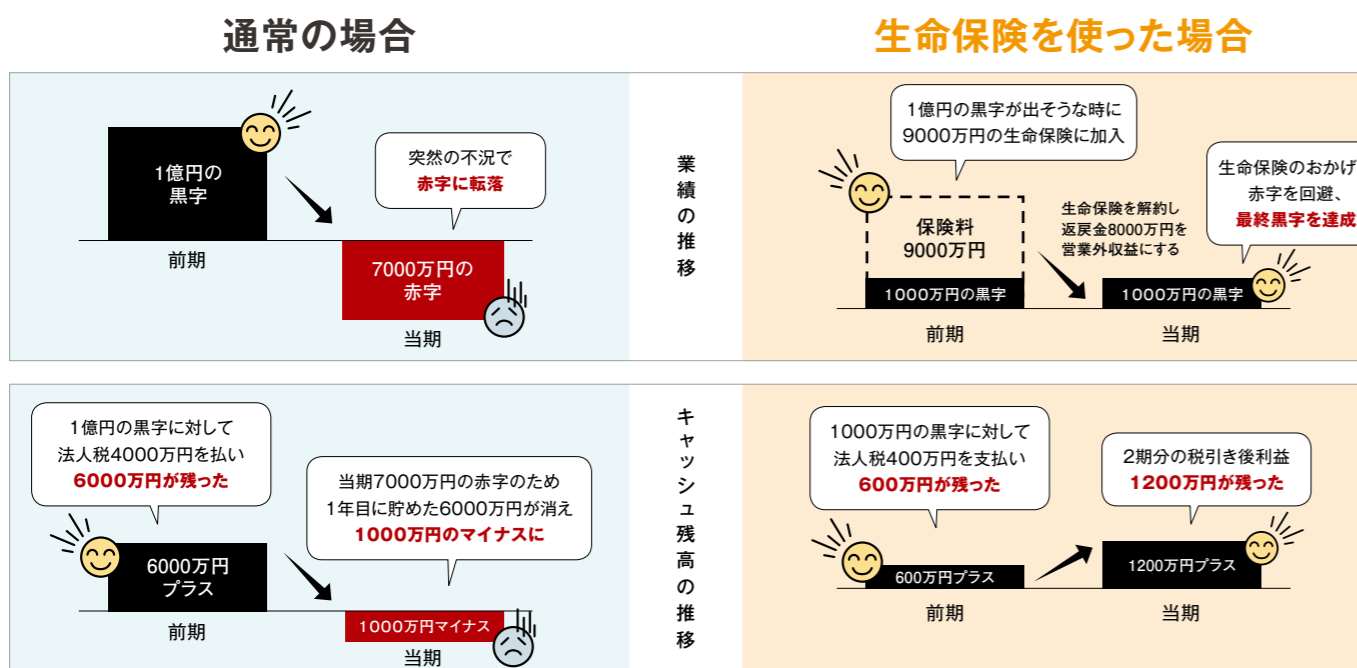 通常の場合
生命保険を使った場合
1億円の
黒字
前期
突然の不況で
赤字に転落
7000万円の
赤字
当期
業績の推移
1億円の黒字が出そうな時に
9000万円の生命保険に加入
保険料
9000万円
1000万円の黒字
前期
生命保険を解約し
返戻金8000万円を
営業外収益にする
生命保険のおかげ
赤字を回避、
最終黒字を達成
1000万円の黒字
当期
1億円の黒字に対して
法人税4000万円を払い
6000万円が残った
6000万円
プラス
前期
当期7000万円の赤字のため
1年目に貯めた6000万円が消え
1000万円のマイナスに
1000万円マイナス
当期
キャッシュ残高の推移
1000万円の黒字に対して
法人税400万円を支払い
600万円が残った
600万円プラス
前期
2期分の税引き後利益
1200万円が残った
1200万円プラス
当期